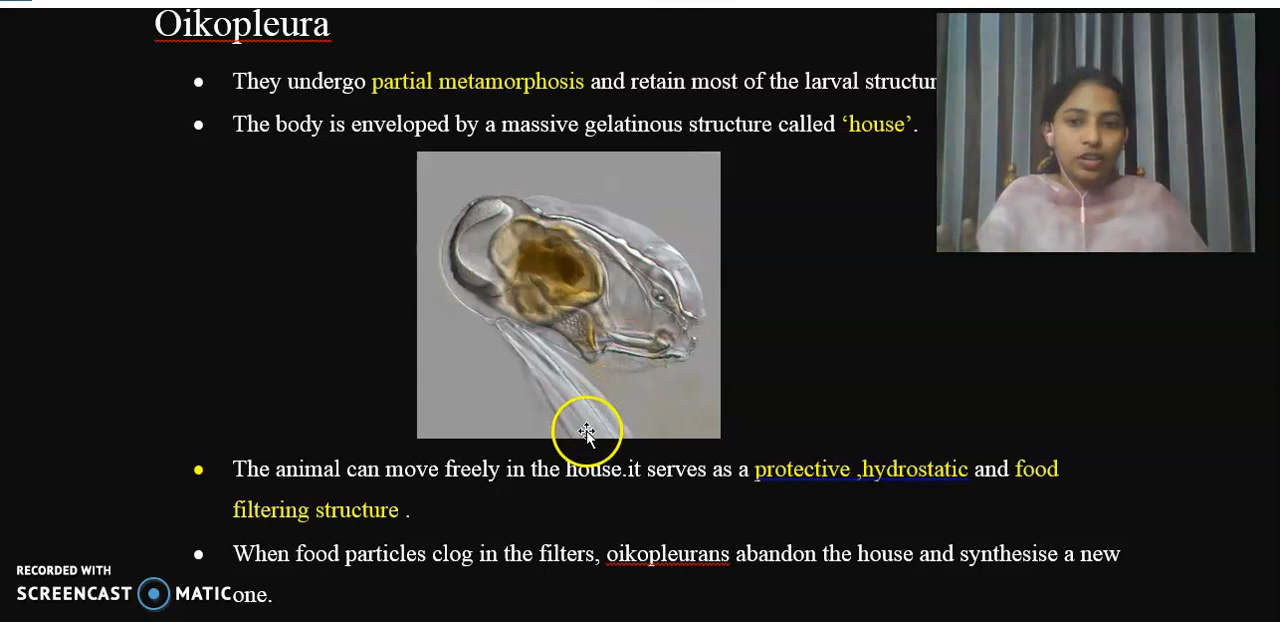 Oikopleura
They undergo partial metamorphosis and retain most of the larval structur
The body is enveloped by a massive gelatinous structure called ‘house’.
The animal can move freely in the house.it serves as a protective ,hydrostatic and food
filtering structure .
When food particles clog in the filters, oikopleurans abandon the house and synthesise a new
one.
RECORDED WITH
SCREENCAST MATIC